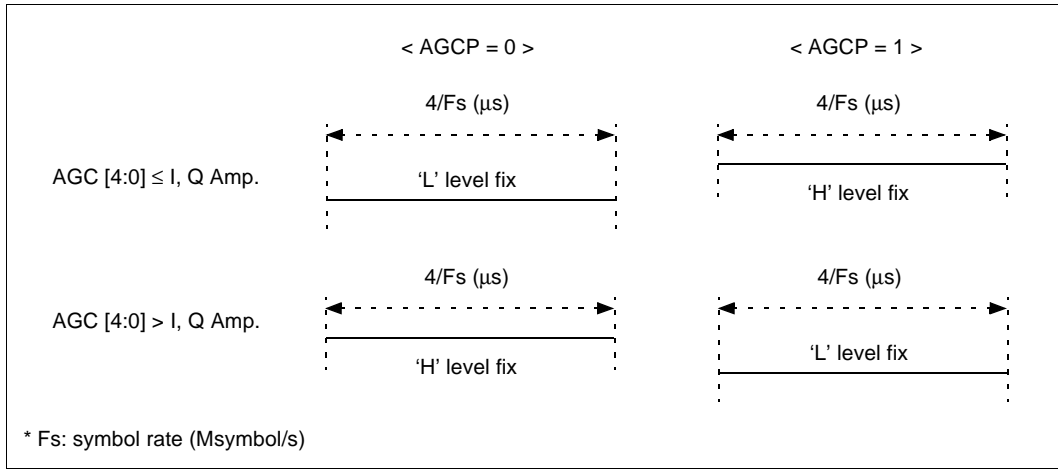 < AGCP = 0 > < AGCP = 1 >
4/Fs (μs) 4/Fs (μs)
AGC [4:0] ≤ I, Q Amp. ‘L’ level fix ‘H’ level fix
4/Fs (μs) 4/Fs (μs)
AGC [4:0] > I, Q Amp. ‘H’ level fix ‘L’ level fix
* Fs: symbol rate (Msymbol/s)